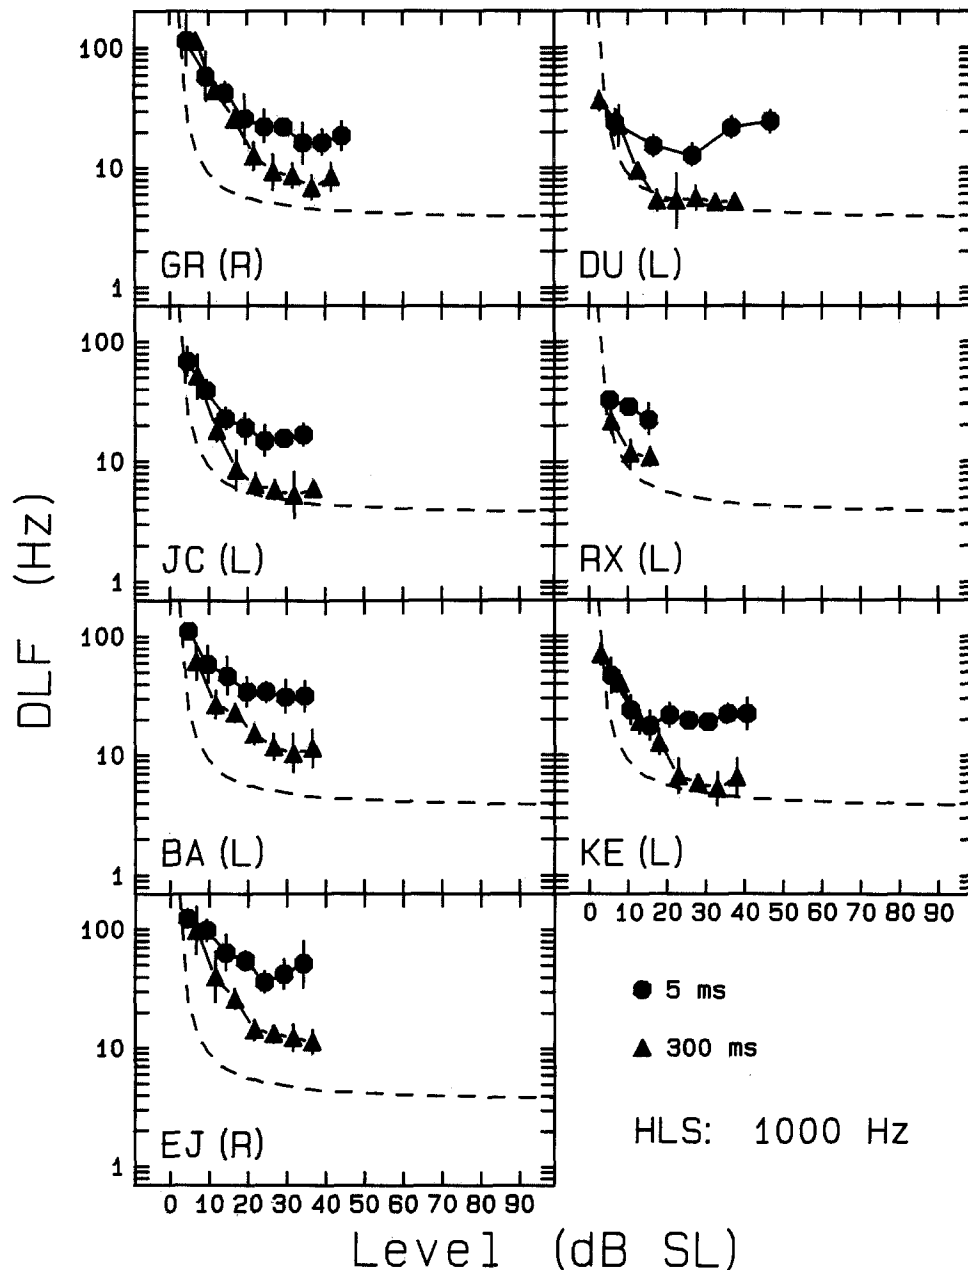 DLF (Hz)
100
10
1
GR (R)
DU (L)
100
10
1
JC (L)
RX (L)
100
10
1
BA (L)
KE (L)
0 10 20 30 40 50 60 70 80 90
100
10
1
EJ (R)
5 ms
300 ms
HLS: 1000 Hz
0 10 20 30 40 50 60 70 80 90
Level (dB SL)